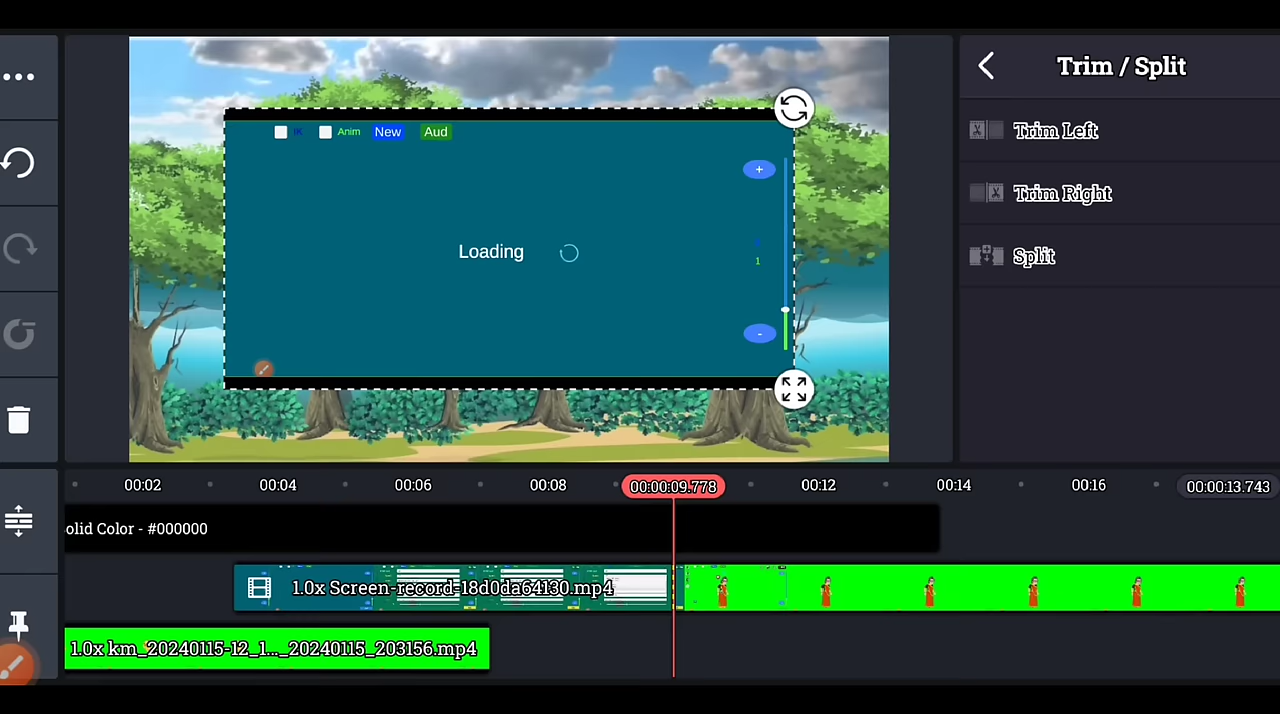 Trim / Split
Trim Left
Trim Right
Split
IK Anim New Aud
+
1
Loading
-
00:02 00:04 00:06 00:08 00:00:09.778 00:12 00:14 00:16 00:00:13.743
olid Color - #000000
1.0x Screen-record-18d0da64130.mp4
1.0x km_20240115-12_1..._20240115_203156.mp4